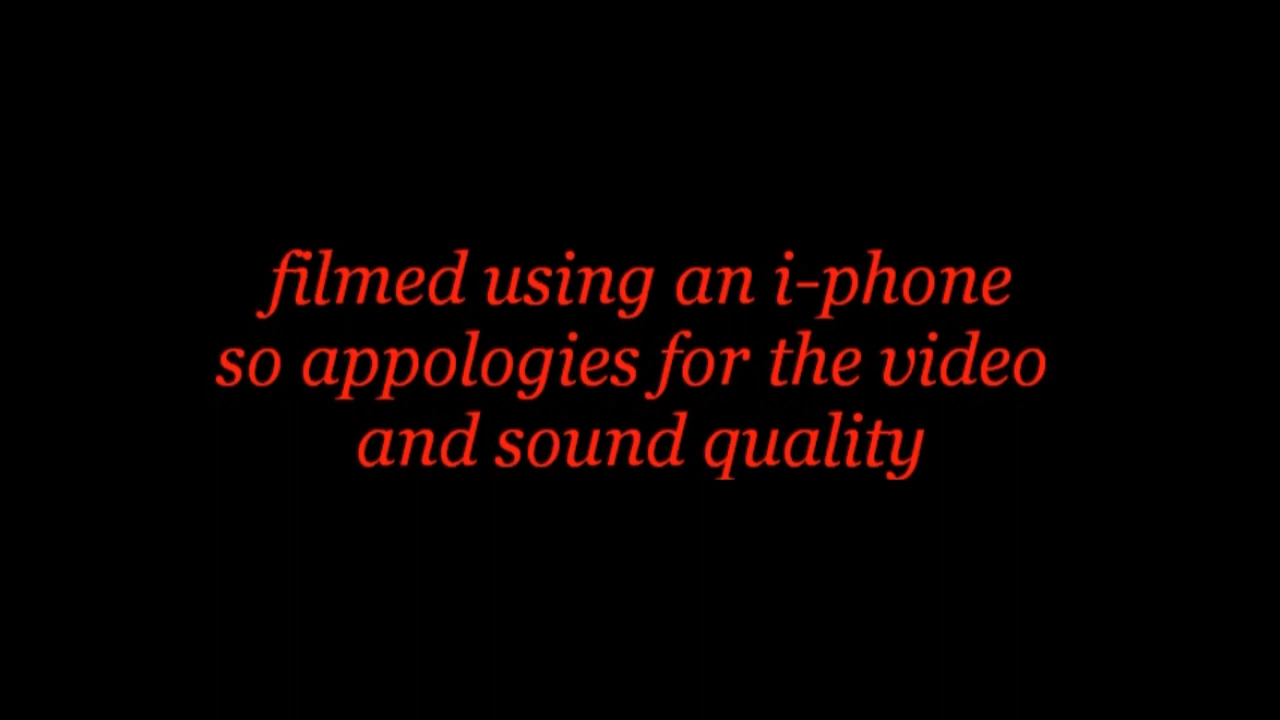 filmed using an i-phone
so appologies for the video
and sound quality